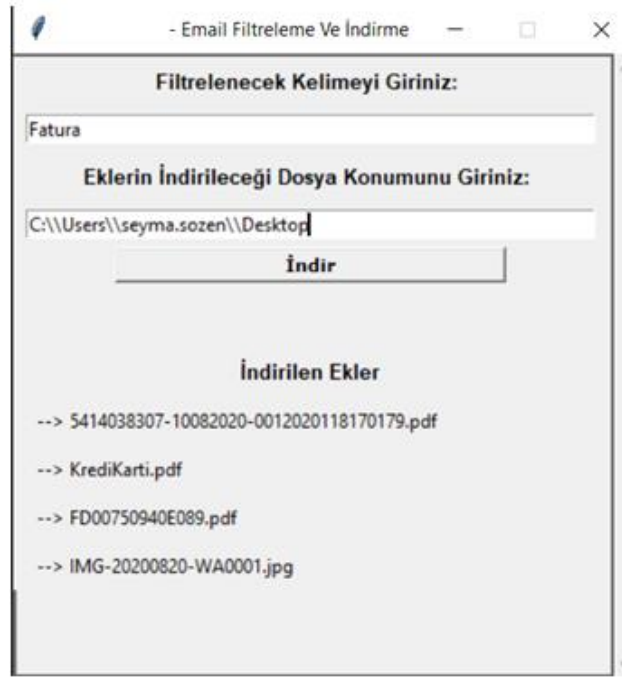 - Email Filtreleme Ve İndirme
Filtrelenecek Kelimeyi Giriniz:
Fatura
Eklerin İndirileceği Dosya Konumunu Giriniz:
C:\\Users\\seyma.sozen\\Desktop
İndir
İndirilen Ekler
--> 5414038307-10082020-0012020118170179.pdf
--> KrediKarti.pdf
--> FD00750940E089.pdf
--> IMG-20200820-WA0001.jpg